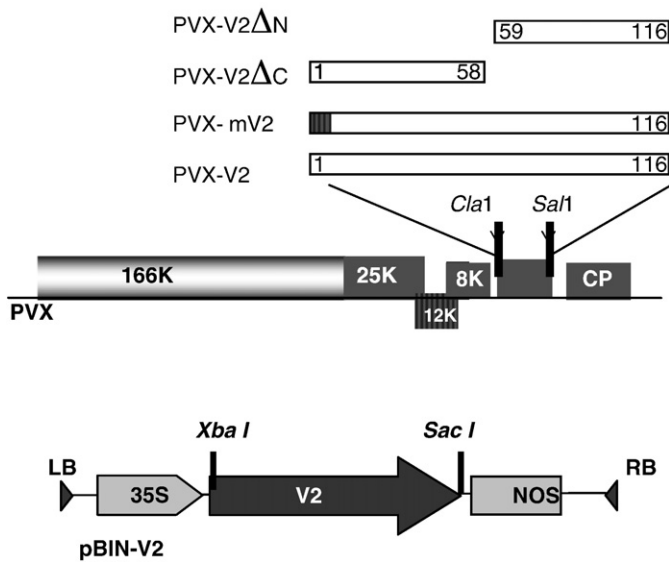 PVX-V2ΔN
59 116
PVX-V2ΔC
1 58
PVX- mV2
116
PVX-V2
1 116
Cla1 Sal1
166K 25K 8K CP
PVX
12K
Xba I Sac I
LB RB
35S V2 NOS
pBIN-V2